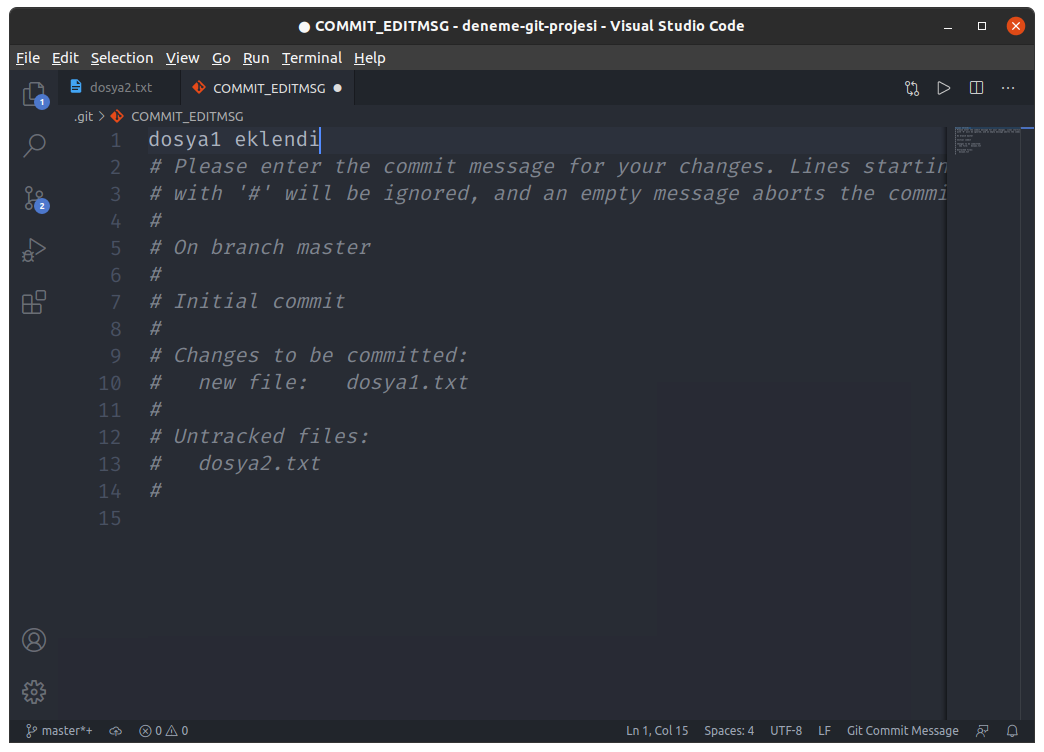 ● COMMIT_EDITMSG - deneme-git-projesi - Visual Studio Code
File Edit Selection View Go Run Terminal Help
dosya2.txt COMMIT_EDITMSG ●
.git > COMMIT_EDITMSG
1 dosya1 eklendi
2 # Please enter the commit message for your changes. Lines startin
3 # with '#' will be ignored, and an empty message aborts the commi
4 #
5 # On branch master
6 #
7 # Initial commit
8 #
9 # Changes to be committed:
10 #   new file:   dosya1.txt
11 #
12 # Untracked files:
13 #   dosya2.txt
14 #
15
1
2
master*+ 0 0 Ln 1, Col 15 Spaces: 4 UTF-8 LF Git Commit Message